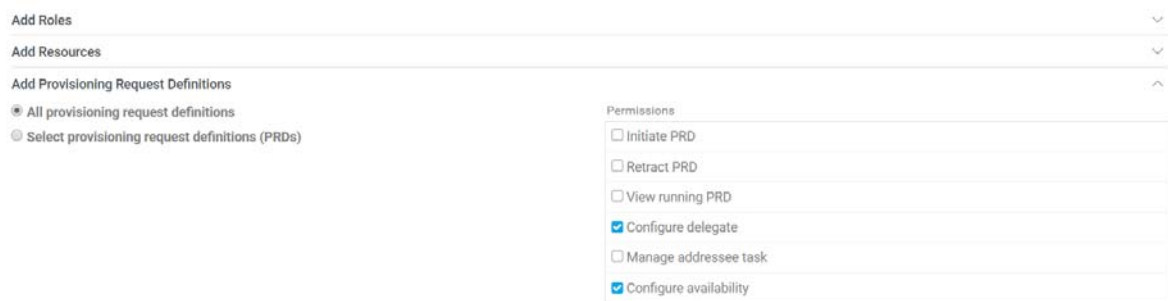 Add Roles
Add Resources
Add Provisioning Request Definitions
All provisioning request definitions
Select provisioning request definitions (PRDs)
Permissions
Initiate PRD
Retract PRD
View running PRD
Configure delegate
Manage addressee task
Configure availability